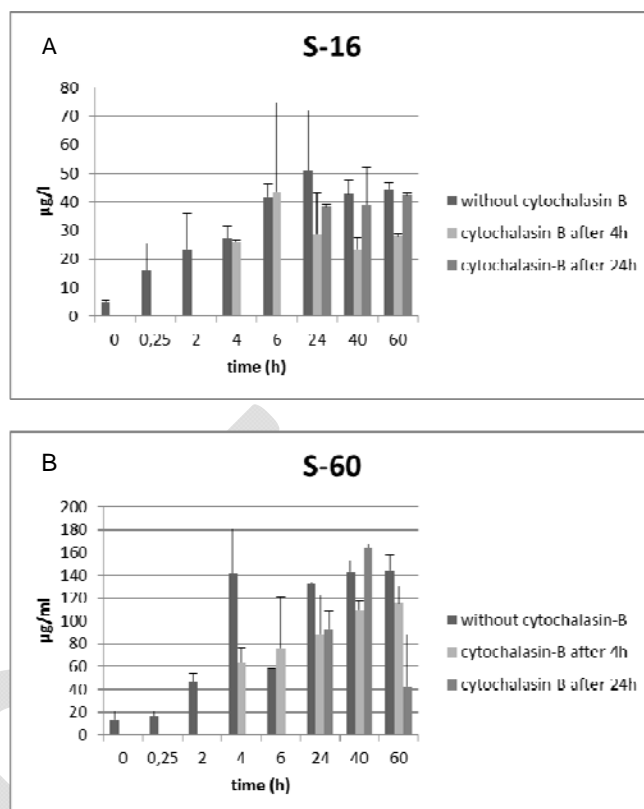 A
S-16
80
70
60
50
40
30
20
10
0
µg/l
0 0,25 2 4 6 24 40 60
time (h)
without cytochalasin B
cytochalasin B after 4h
cytochalasin-B after 24h
B
S-60
200
180
160
140
120
100
80
60
40
20
0
µg/ml
0 0,25 2 4 6 24 40 60
time (h)
without cytochalasin-B
cytochalasin-B after 4h
cytochalasin B after 24h